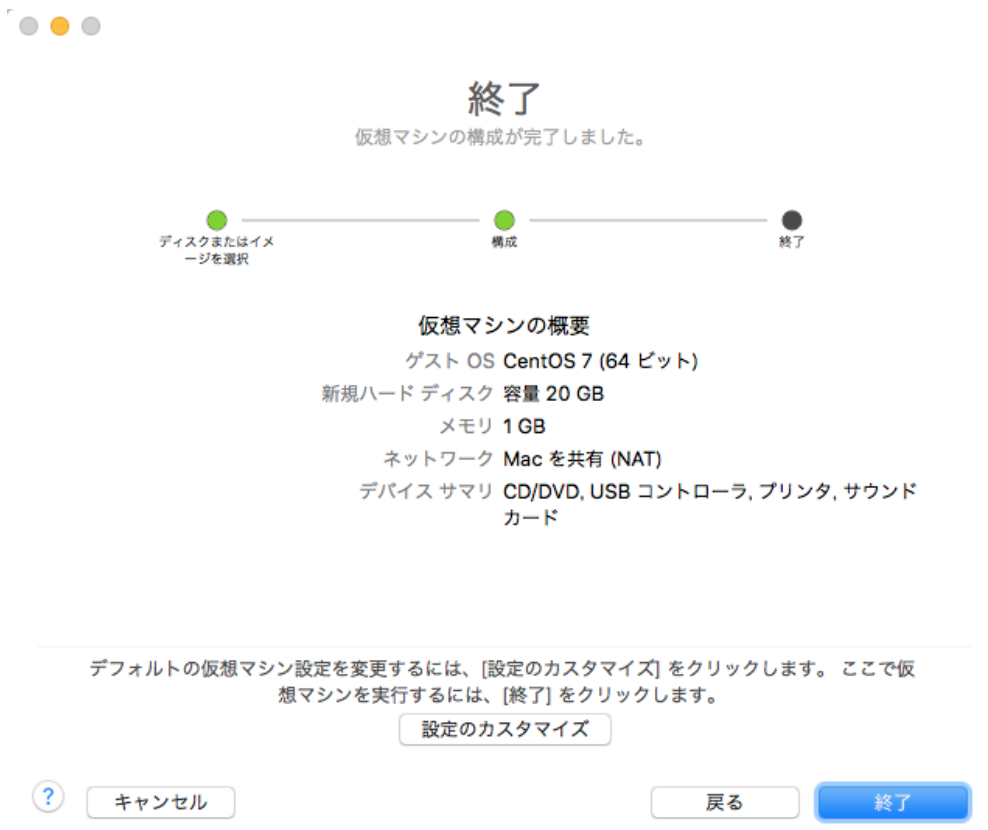 終了
仮想マシンの構成が完了しました。
ディスクまたはイメ
ージを選択
構成
終了
仮想マシンの概要
ゲスト OS CentOS 7 (64 ビット)
新規ハード ディスク 容量 20 GB
メモリ 1 GB
ネットワーク Mac を共有 (NAT)
デバイス サマリ CD/DVD, USB コントローラ, プリンタ, サウンド
カード
デフォルトの仮想マシン設定を変更するには、[設定のカスタマイズ] をクリックします。 ここで仮
想マシンを実行するには、[終了] をクリックします。
設定のカスタマイズ
? キャンセル 戻る 終了